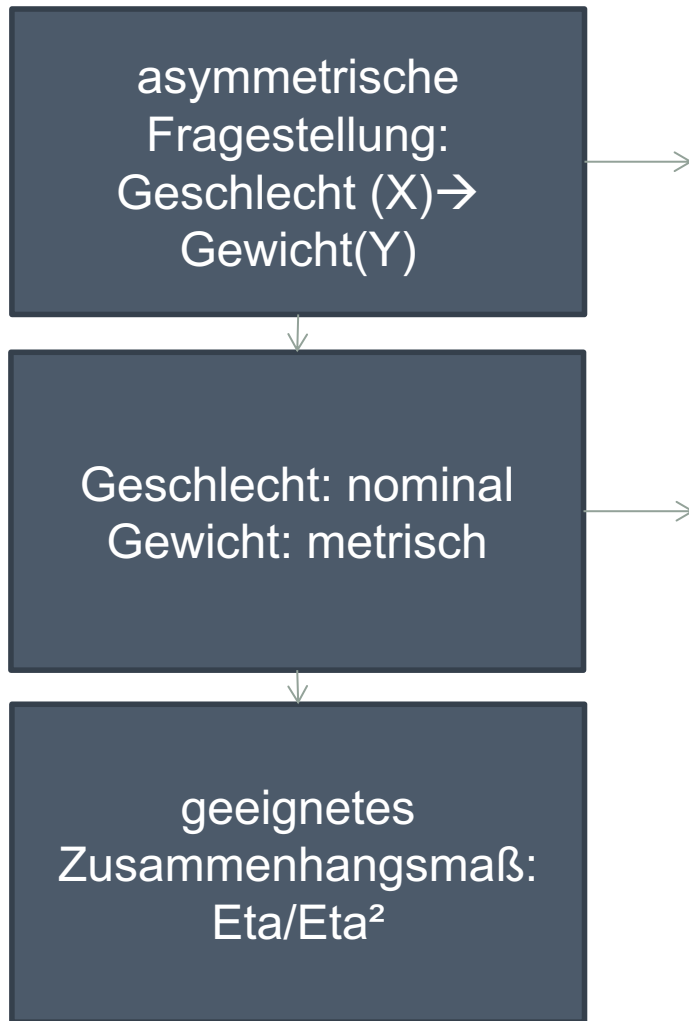 asymmetrische
Fragestellung:
Geschlecht (X)→
Gewicht(Y)
Geschlecht: nominal
Gewicht: metrisch
geeignetes
Zusammenhangsmaß:
Eta/Eta²